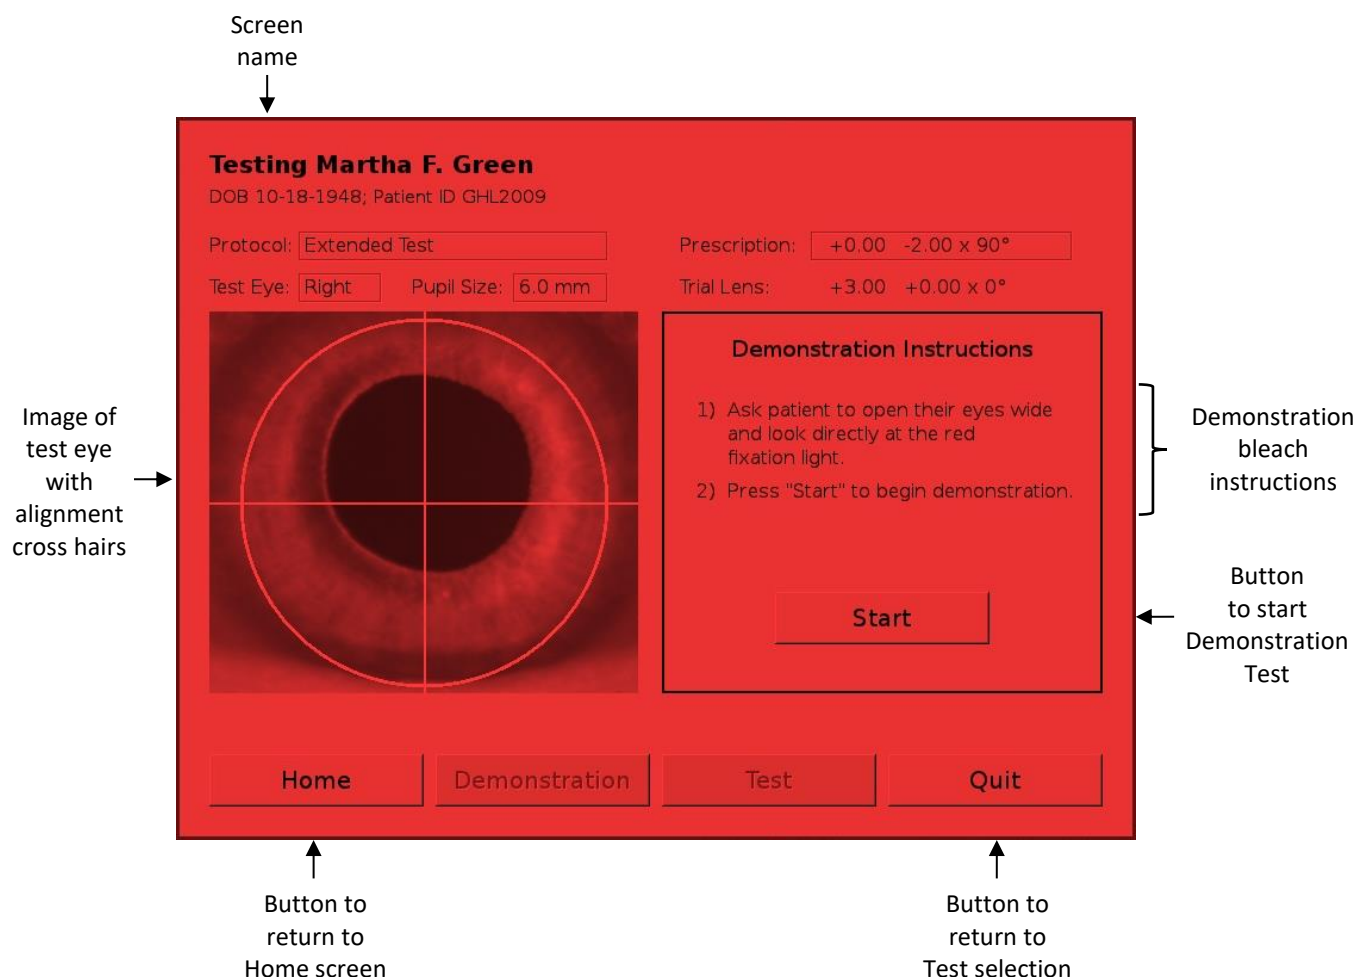 Screen
name
Testing Martha F. Green
DOB 10-18-1948; Patient ID GHL2009
Protocol: Extended Test
Prescription: +0.00 -2.00 x 90°
Test Eye: Right Pupil Size: 6.0 mm
Trial Lens: +3.00 +0.00 x 0°
Image of
test eye
with
alignment
cross hairs
Demonstration Instructions
1) Ask patient to open their eyes wide
and look directly at the red
fixation light.
2) Press "Start" to begin demonstration.
Start
Demonstration
bleach
instructions
Button
to start
Demonstration
Test
Home
Demonstration
Test
Quit
Button to
return to
Home screen
Button to
return to
Test selection